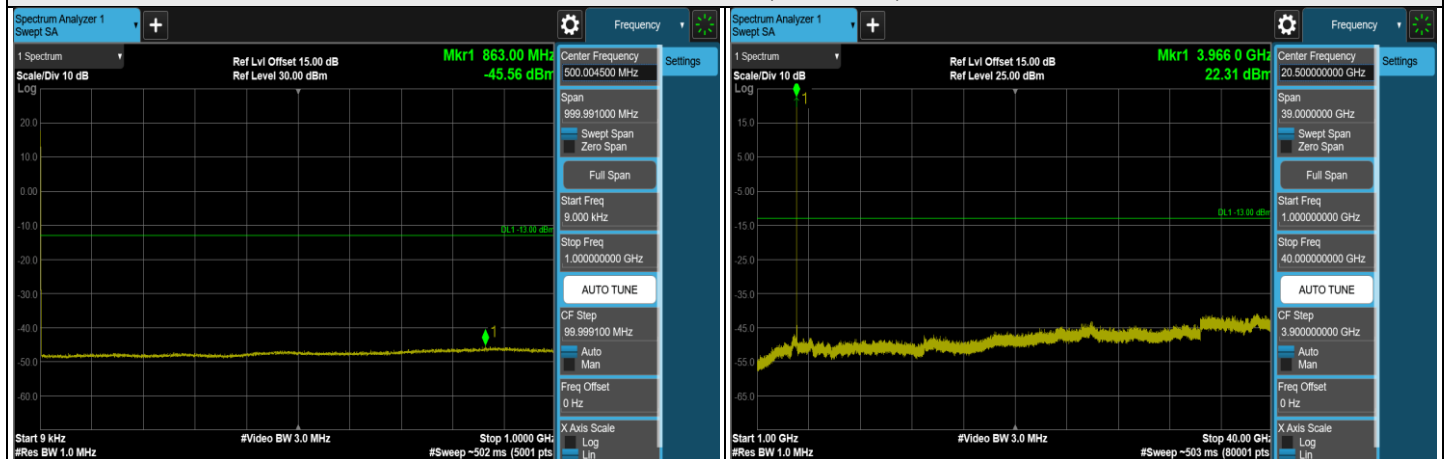 Spectrum Analyzer 1
Swept SA
Frequency
1 Spectrum
Scale/Div 10 dB
Log
Ref Lvl Offset 15.00 dB
Ref Level 30.00 dBm
Mkr1 863.00 MHz
-45.56 dBm
1
20.0
10.0
0.00
-10.0
-20.0
-30.0
-40.0
-50.0
-60.0
DL1 -13.00 dBm
Start 9 kHz
#Res BW 1.0 MHz
#Video BW 3.0 MHz
Stop 1.0000 GHz
#Sweep ~502 ms (5001 pts)
Center Frequency
500.004500 MHz
Span
999.991000 MHz
Swept Span
Zero Span
Full Span
Start Freq
9.000 kHz
Stop Freq
1.000000000 GHz
AUTO TUNE
CF Step
99.999100 MHz
Auto
Man
Freq Offset
0 Hz
X Axis Scale
Log
Lin
Settings
Spectrum Analyzer 1
Swept SA
Frequency
1 Spectrum
Scale/Div 10 dB
Log
Ref Lvl Offset 15.00 dB
Ref Level 25.00 dBm
Mkr1 3.966 0 GHz
22.31 dBm
1
15.0
5.00
-5.00
-15.0
-25.0
-35.0
-45.0
-55.0
-65.0
DL1 -13.00 dBm
Start 1.00 GHz
#Res BW 1.0 MHz
#Video BW 3.0 MHz
Stop 40.00 GHz
#Sweep ~503 ms (80001 pts)
Center Frequency
20.500000000 GHz
Span
39.0000000 GHz
Swept Span
Zero Span
Full Span
Start Freq
1.000000000 GHz
Stop Freq
40.000000000 GHz
AUTO TUNE
CF Step
3.900000000 GHz
Auto
Man
Freq Offset
0 Hz
X Axis Scale
Log
Lin
Settings